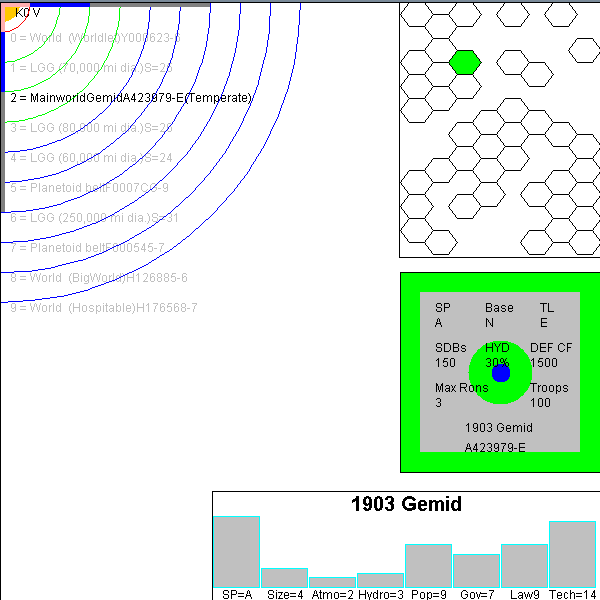 K0 V
0 = World (Worldlet)Y000623-5
1 = LGG (70,000 mi dia.)S=25
2 = MainworldGemidA423979-E(Temperate)
3 = LGG (80,000 mi dia.)S=26
4 = LGG (60,000 mi dia.)S=24
5 = Planetoid beltF0007CG-9
6 = LGG (250,000 mi dia.)S=31
7 = Planetoid beltF000545-7
8 = World (BigWorld)H126885-6
9 = World (Hospitable)H176568-7
SP Base TL
A N E
SDBs HYD DEF CF
150 30% 1500
Max Rons Troops
3 100
1903 Gemid
A423979-E
1903 Gemid
SP=A Size=4 Atmo=2 Hydro=3 Pop=9 Gov=7 Law9 Tech=14